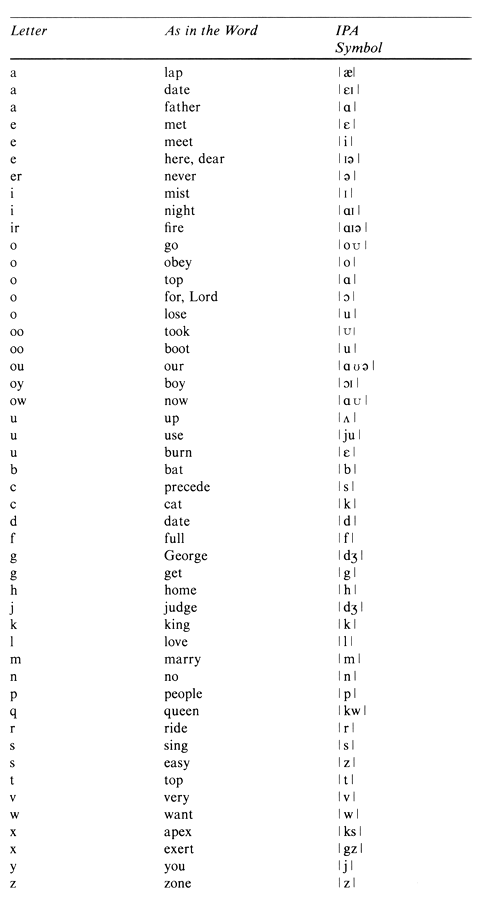 Letter As in the Word IPA
Symbol
a lap |æ|
a date |ɛɪ|
a father |ɑ|
e met |ɛ|
e meet |i|
e here, dear |ɪə|
er never |ə|
i mist |ɪ|
i night |ɑɪ|
ir fire |ɑɪə|
o go |oʊ|
o obey |o|
o top |ɑ|
o for, Lord |ɔ|
o lose |u|
oo took |ʊ|
oo boot |u|
ou our |ɑʊə|
oy boy |ɔɪ|
ow now |ɑʊ|
u up |ʌ|
u use |ju|
u burn |ɛ|
b bat |b|
c precede |s|
c cat |k|
d date |d|
f full |f|
g George |dʒ|
g get |g|
h home |h|
j judge |dʒ|
k king |k|
l love |l|
m marry |m|
n no |n|
p people |p|
q queen |kw|
r ride |r|
s sing |s|
s easy |z|
t top |t|
v very |v|
w want |w|
x apex |ks|
x exert |gz|
y you |j|
z zone |z|